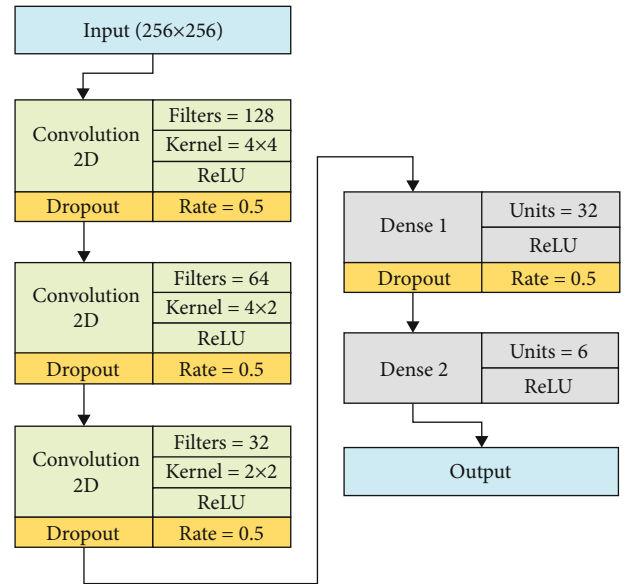 Input (256×256)
Convolution
2D
Filters = 128
Kernel = 4×4
ReLU
Dropout
Rate = 0.5
Convolution
2D
Filters = 64
Kernel = 4×2
ReLU
Dropout
Rate = 0.5
Convolution
2D
Filters = 32
Kernel = 2×2
ReLU
Dropout
Rate = 0.5
Dense 1
Units = 32
ReLU
Dropout
Rate = 0.5
Dense 2
Units = 6
ReLU
Output